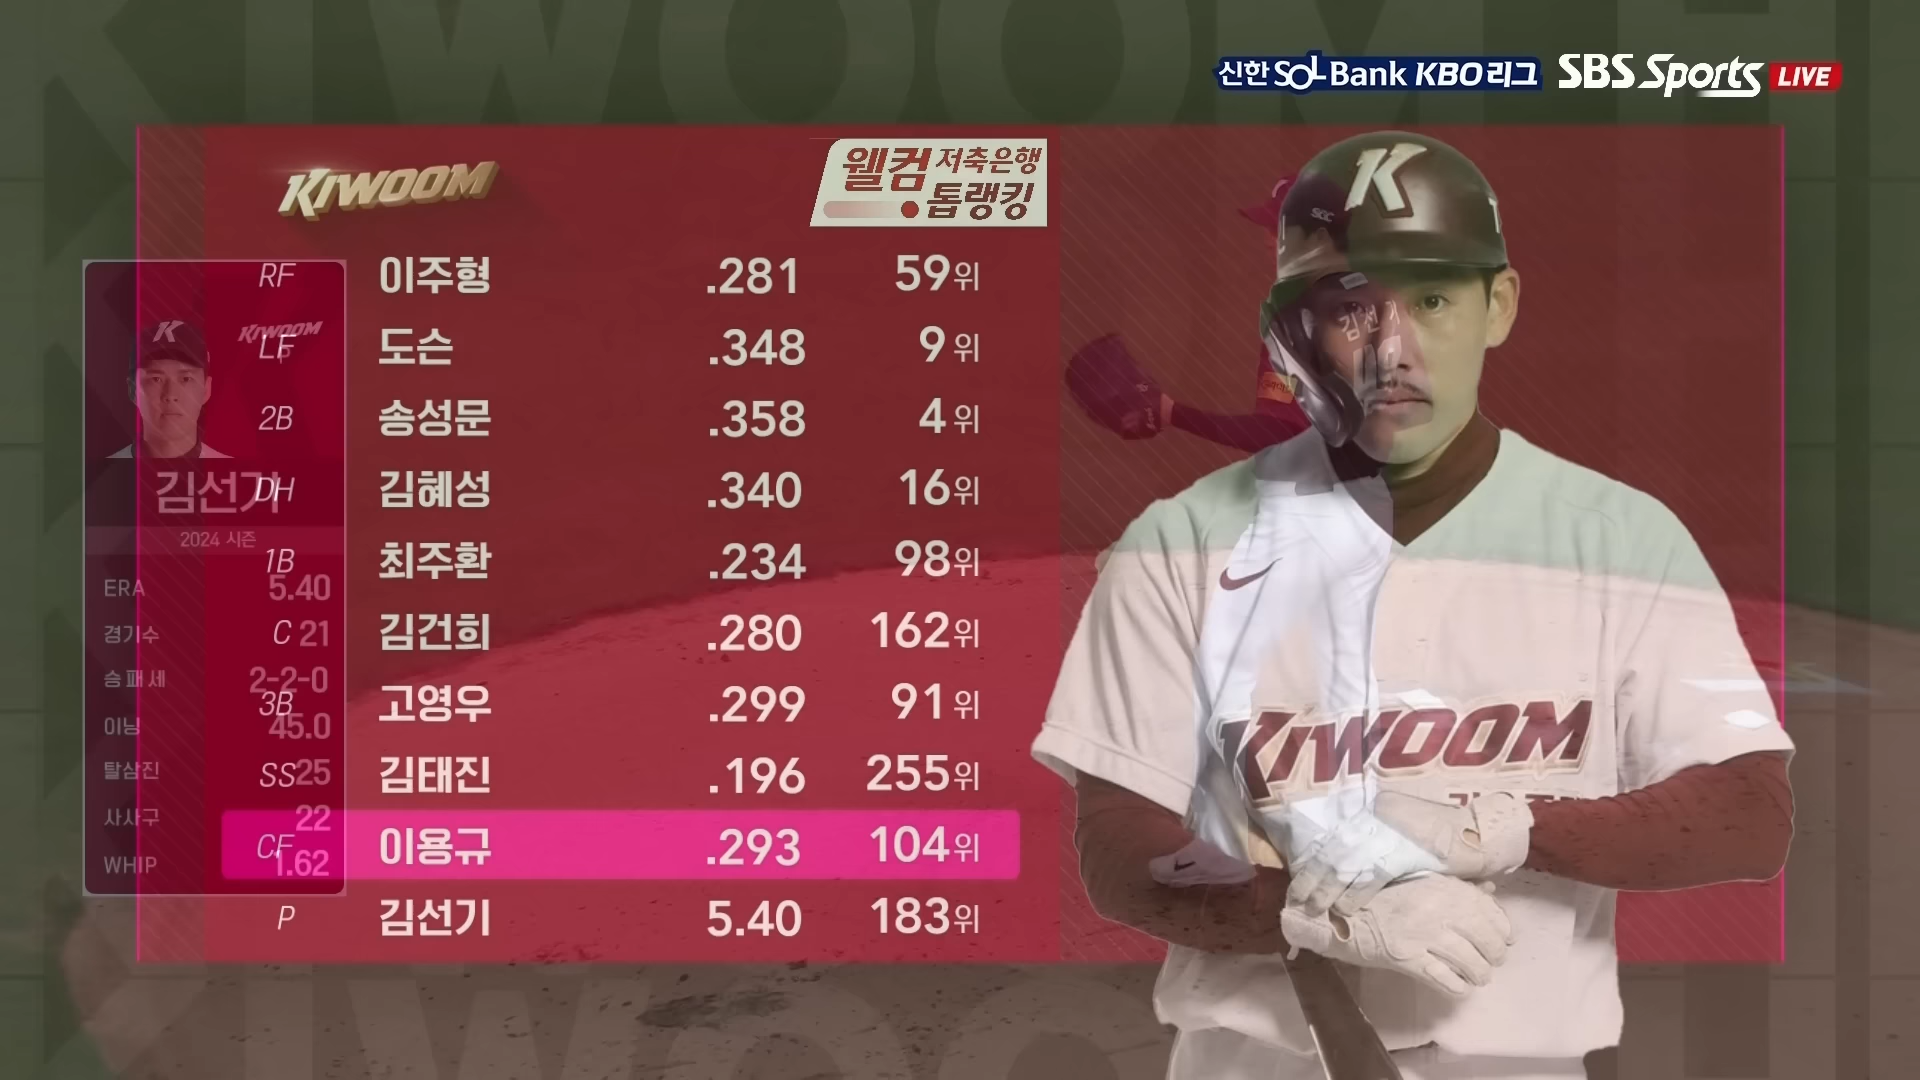 신한 SOL Bank KBO 리그 SBS Sports LIVE
KIWOOM
웰컴 저축은행
톱랭킹
RF 이주형 .281 59위
LF 도슨 .348 9위
2B 송성문 .358 4위
DH 김혜성 .340 16위
1B 최주환 .234 98위
C 김건희 .280 162위
3B 고영우 .299 91위
SS 김태진 .196 255위
CF 이용규 .293 104위
P 김선기 5.40 183위
K
KIWOOM
P
김선기
2024 시즌
ERA 5.40
경기수 21
승패세 2-2-0
이닝 45.0
탈삼진 25
사사구 22
WHIP 1.62
K
SGC
김선기
KIWOOM
KIWOOM H